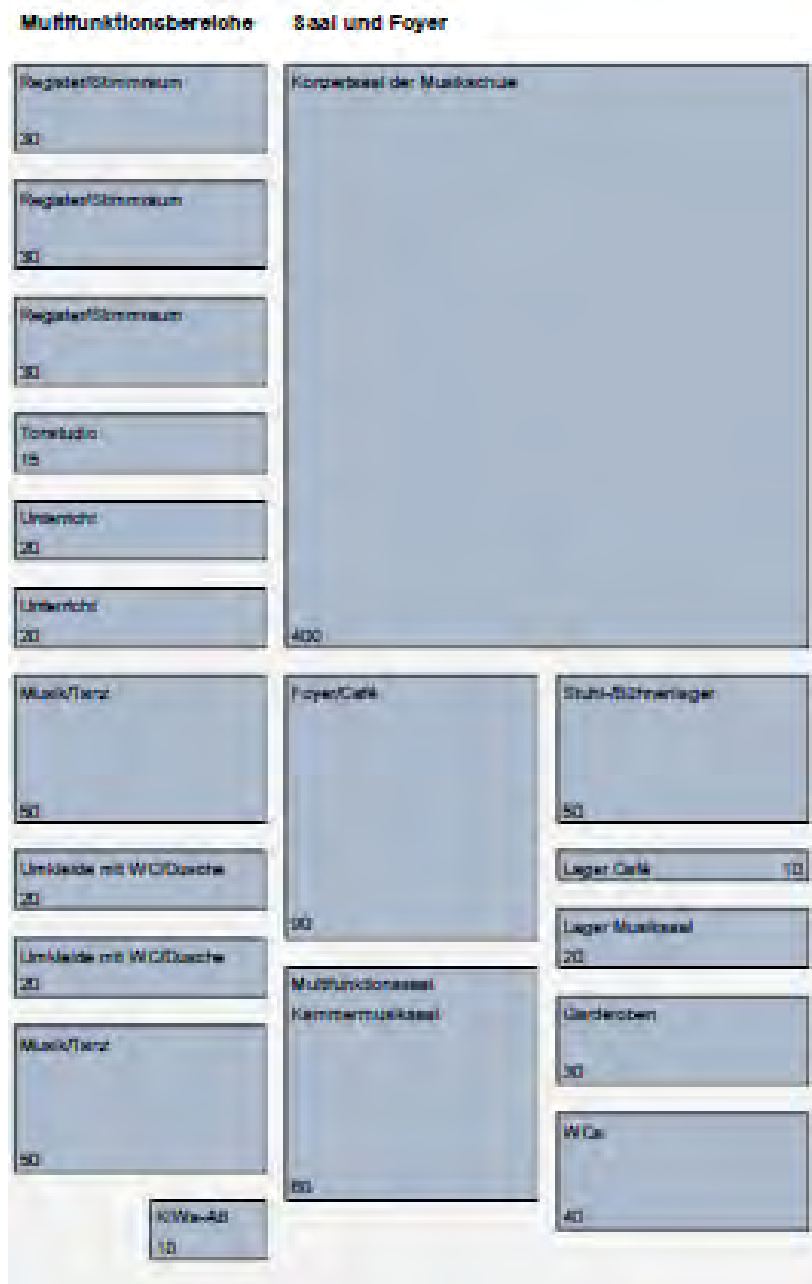 Multifunktionsbereiche
Register/Stimmraum
30
Register/Stimmraum
30
Register/Stimmraum
30
Tonstudio
15
Unterricht
20
Unterricht
20
Musik/Tanz
50
Umkleide mit WC/Dusche
20
Umkleide mit WC/Dusche
20
Musik/Tanz
50
10
Saal und Foyer
Konzertsaal der Musikschule
400
Foyer/Café
90
Multifunktionssaal
Kammermusiksaal
80
Stuhl-/Bühnenlager
50
Lager Café 10
Lager Musiksaal
20
Garderoben
30
WCs
40